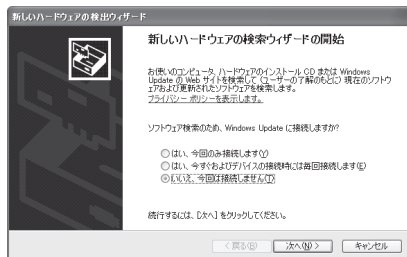 新しいハードウェアの検出ウィザード
新しいハードウェアの検索ウィザードの開始
お使いのコンピュータ、ハードウェアのインストール CD または Windows
Update の Web サイトを検索して (ユーザーの了解のもとに) 現在のソフトウ
ェアおよび更新されたソフトウェアを検索します。
プライバシー ポリシーを表示します。
ソフトウェア検索のため、Windows Update に接続しますか?
はい、今回のみ接続します(Y)
はい、今すぐおよびデバイスの接続時には毎回接続します(E)
いいえ、今回は接続しません(T)
続行するには、[次へ] をクリックしてください。
< 戻る(B) 次へ(N) > キャンセル